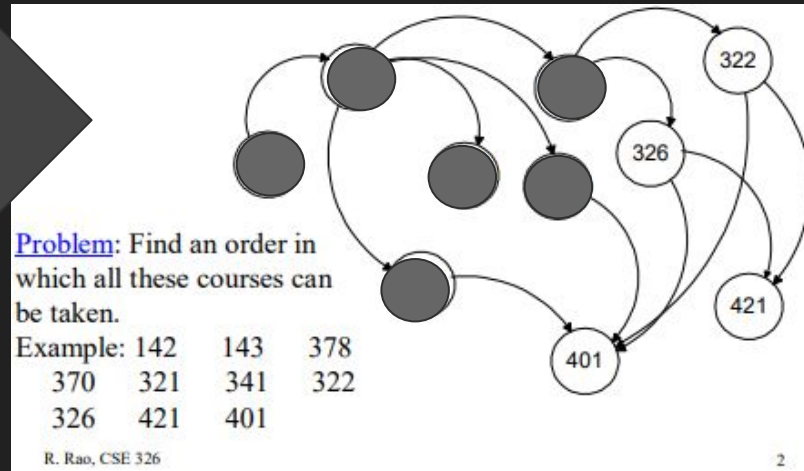 322
326
421
401
Problem: Find an order in
which all these courses can
be taken.
Example: 142 143 378
370 321 341 322
326 421 401
R. Rao, CSE 326
2